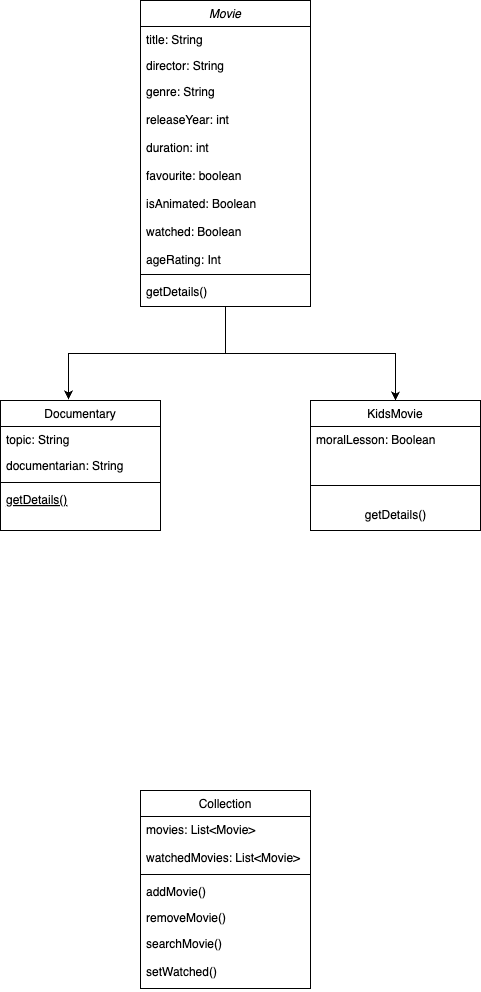 Movie
title: String
director: String
genre: String
releaseYear: int
duration: int
favourite: boolean
isAnimated: Boolean
watched: Boolean
ageRating: Int
getDetails()
Documentary
topic: String
documentarian: String
getDetails()
KidsMovie
moralLesson: Boolean
getDetails()
Collection
movies: List<Movie>
watchedMovies: List<Movie>
addMovie()
removeMovie()
searchMovie()
setWatched()